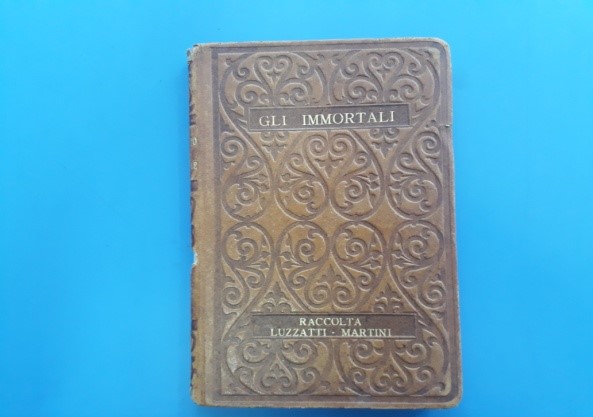 GLI IMMORTALI
RACCOLTA
LUZZATTI - MARTINI